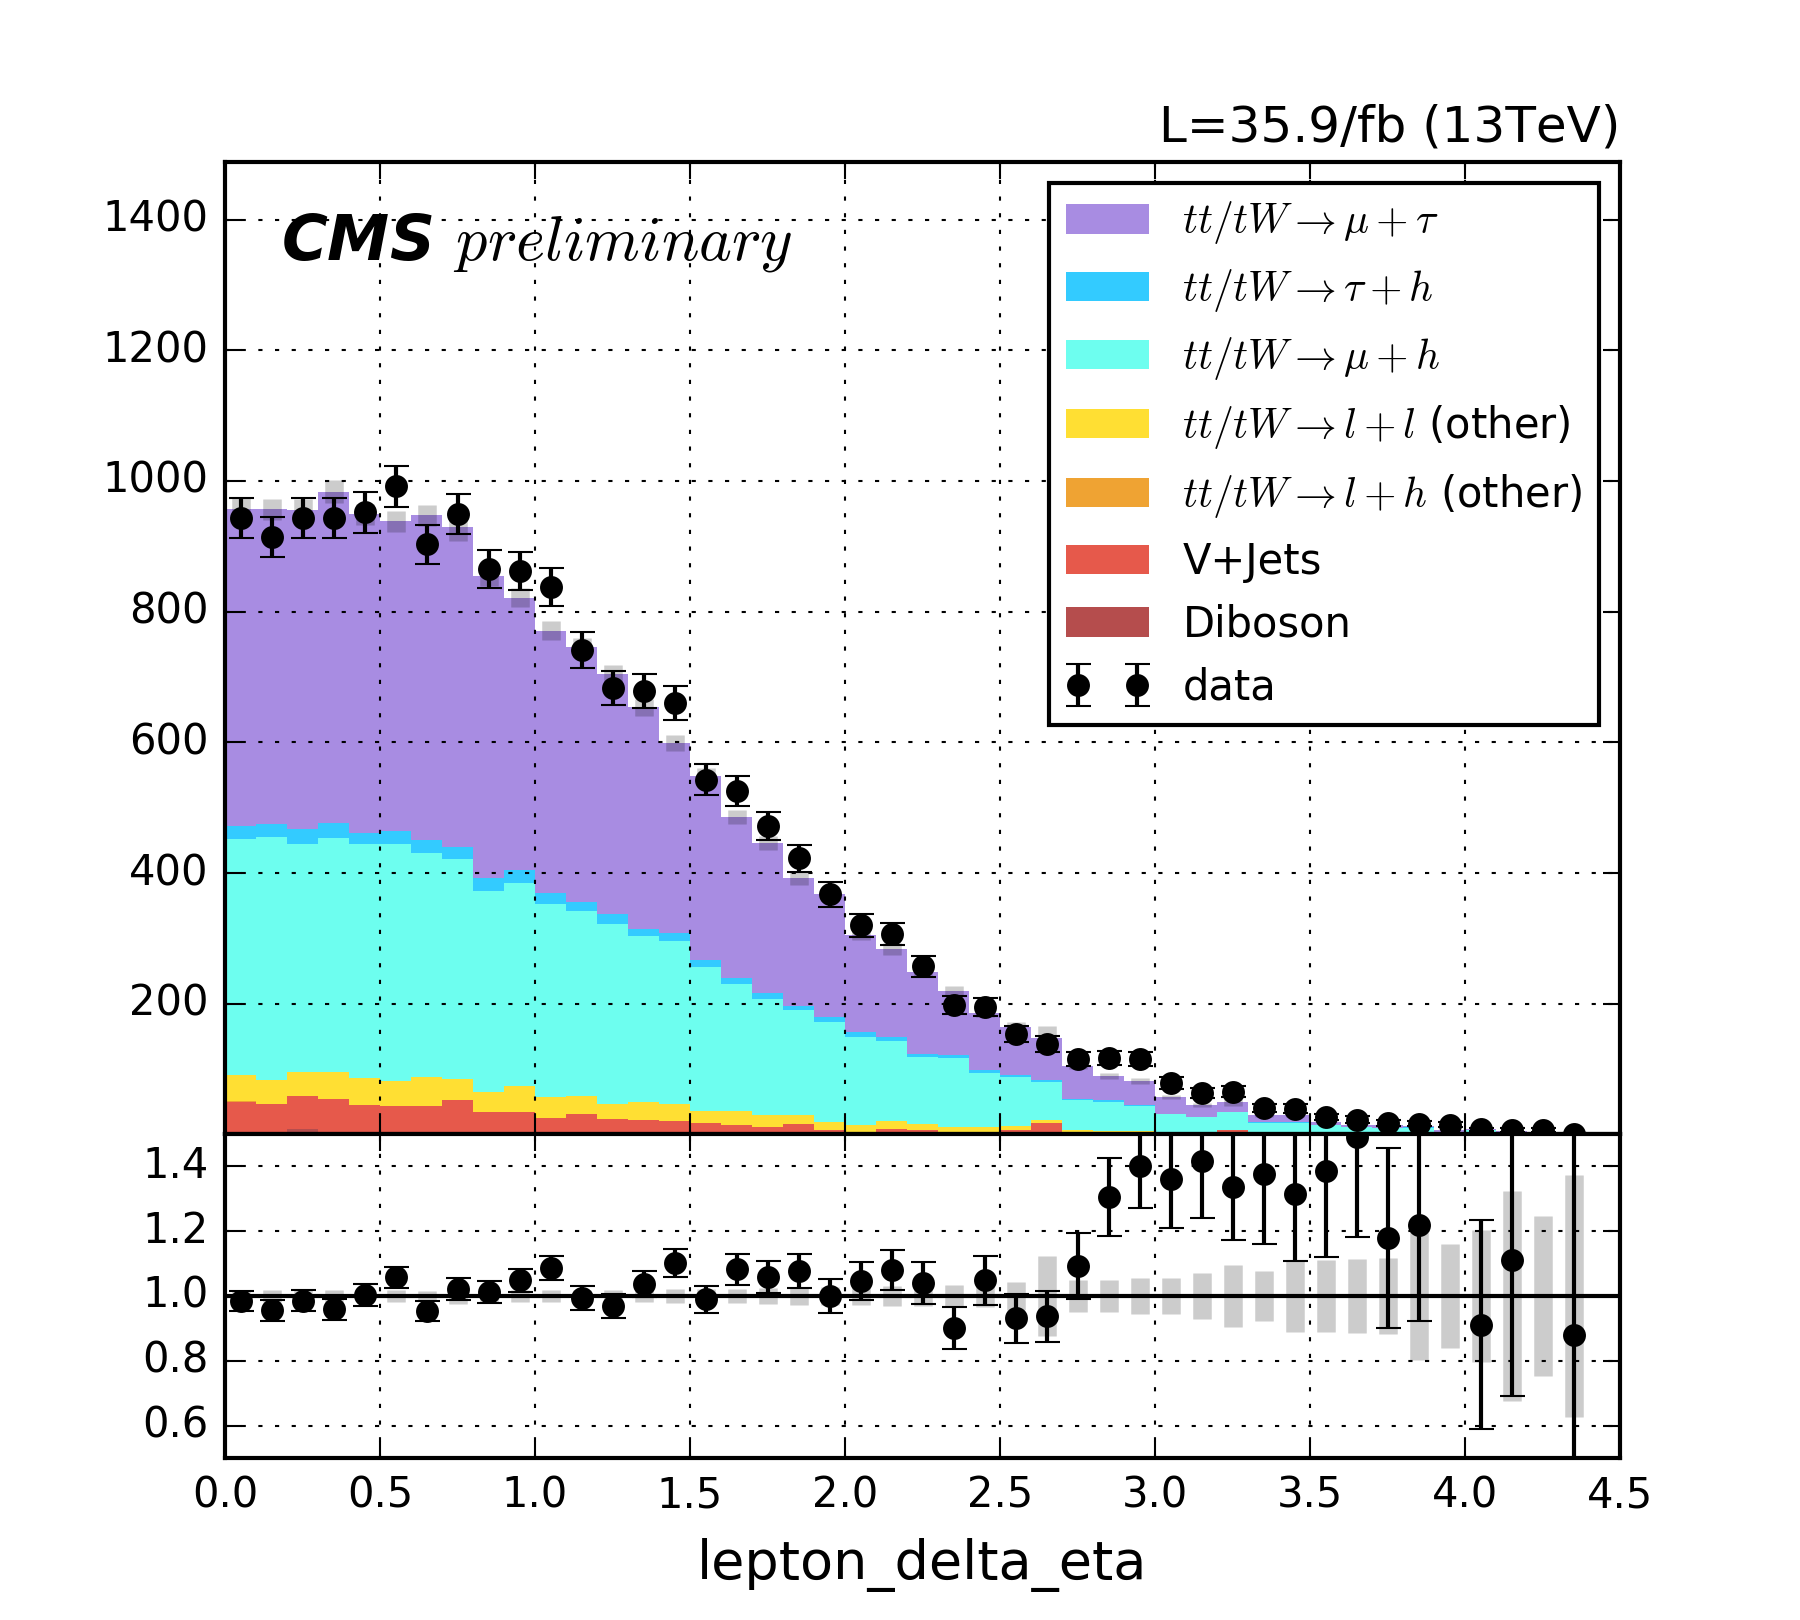 L=35.9/fb (13TeV)
CMS preliminary
tt/tW→μ+τ
tt/tW→τ+h
tt/tW→μ+h
tt/tW→l+l (other)
tt/tW→l+h (other)
V+Jets
Diboson
data
1400
1200
1000
800
600
400
200
1.4
1.2
1.0
0.8
0.6
0.0 0.5 1.0 1.5 2.0 2.5 3.0 3.5 4.0 4.5
lepton_delta_eta